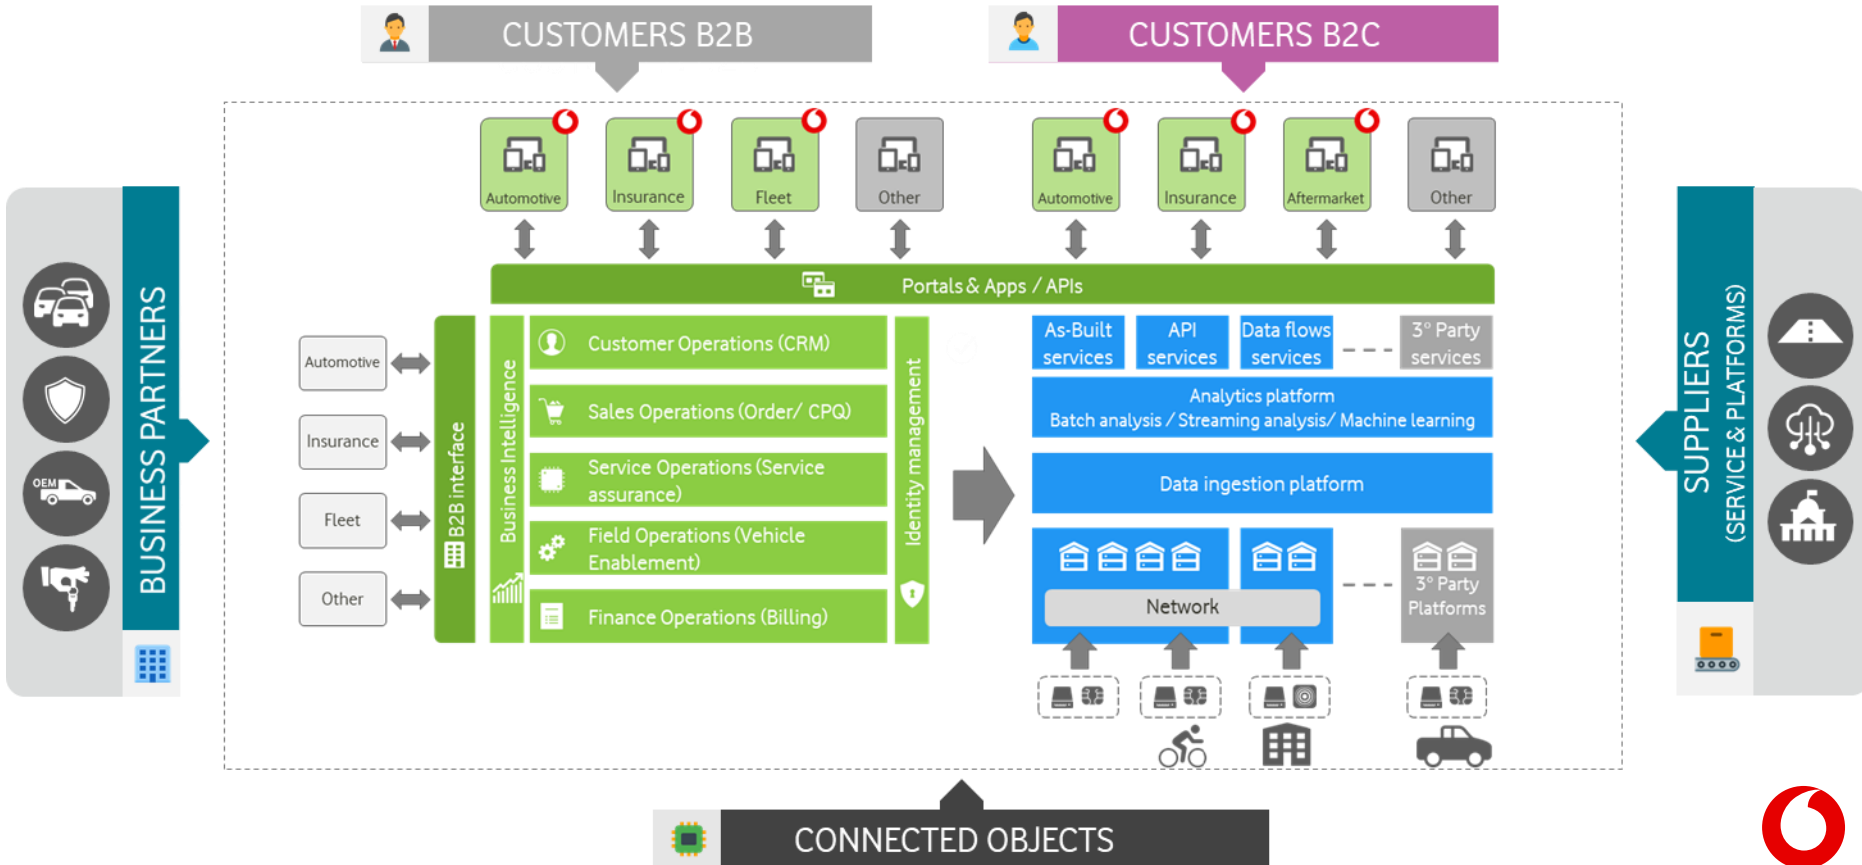 CUSTOMERS B2B
CUSTOMERS B2C
Automotive
Insurance
Fleet
Other
Automotive
Insurance
Aftermarket
Other
Portals & Apps / APIs
BUSINESS PARTNERS
OEM
Automotive
Insurance
Fleet
Other
B2B interface
Business Intelligence
Customer Operations (CRM)
Sales Operations (Order/ CPQ)
Service Operations (Service
assurance)
Field Operations (Vehicle
Enablement)
Finance Operations (Billing)
Identity management
As-Built
services
API
services
Data flows
services
3° Party
services
Analytics platform
Batch analysis / Streaming analysis/ Machine learning
Data ingestion platform
Network
3° Party
Platforms
SUPPLIERS
(SERVICE & PLATFORMS)
CONNECTED OBJECTS